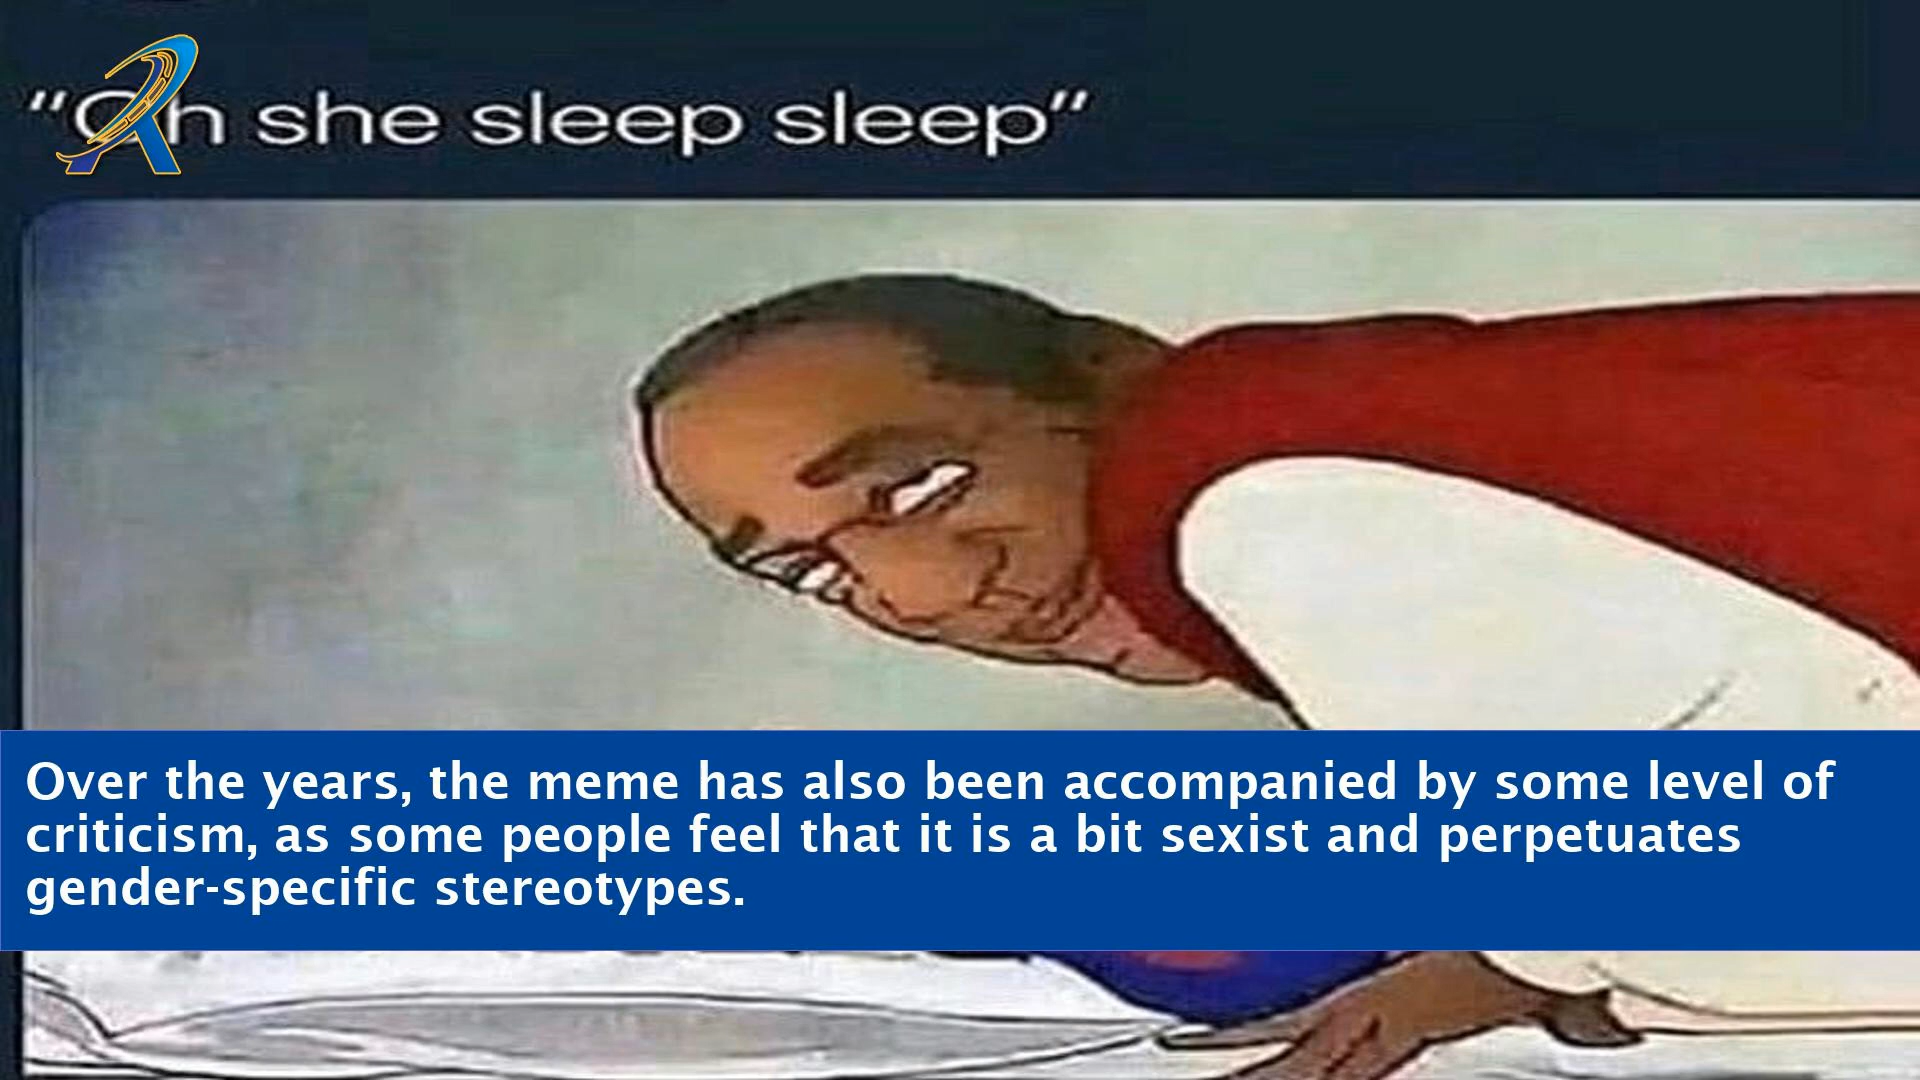 “Oh she sleep sleep”
Over the years, the meme has also been accompanied by some level of
criticism, as some people feel that it is a bit sexist and perpetuates
gender-specific stereotypes.